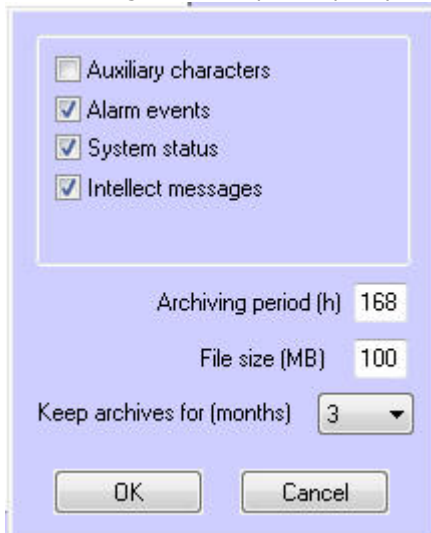 Auxiliary characters
Alarm events
System status
Intellect messages
Archiving period (h) 168
File size (MB) 100
Keep archives for (months) 3
OK Cancel